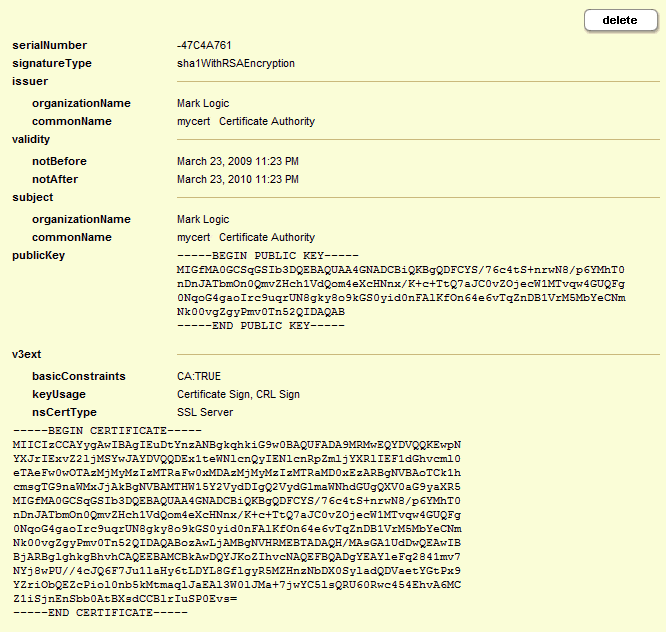 delete
serialNumber -47C4A761
signatureType sha1WithRSAEncryption
issuer
organizationName Mark Logic
commonName mycert Certificate Authority
validity
notBefore March 23, 2009 11:23 PM
notAfter March 23, 2010 11:23 PM
subject
organizationName Mark Logic
commonName mycert Certificate Authority
publicKey -----BEGIN PUBLIC KEY-----
MIGfMA0GCSqGSIb3DQEBAQUAA4GNADCBiQKBgQDFCYS/76c4tS+nrwN8/p6YMhT0
nDnJATbmOn0QmvZHch1VdQom4eXcHNnx/K+c+TtQ7aJC0vZOjecW1MTvqw4GUQFg
0NqoG4gaoIrc9uqrUN8gky8o9kGS0yid0nFAlKfOn64e6vTqZnDB1VrM5MbYeCNm
Nk00vgZgyPmv0Tn52QIDAQAB
-----END PUBLIC KEY-----
v3ext
basicConstraints CA:TRUE
keyUsage Certificate Sign, CRL Sign
nsCertType SSL Server
-----BEGIN CERTIFICATE-----
MIICIzCCAYygAwIBAgIEuDtYnzANBgkqhkiG9w0BAQUFADA9MRMwEQYDVQQKEwpN
YXJrIExvZ2ljMSYwJAYDVQQDEx1teWNlcnQyIENlcnRpZmljYXRlIEF1dGhvcml0
eTAeFw0wOTAzMjMyMzIzMTRaFw0xMDAzMjMyMzIzMTRaMD0xEzARBgNVBAoTCk1h
cmsgTG9naWMxJjAkBgNVBAMTHW15Y2VydDIgQ2VydGlmaWNhdGUgQXV0aG9yaXR5
MIGfMA0GCSqGSIb3DQEBAQUAA4GNADCBiQKBgQDFCYS/76c4tS+nrwN8/p6YMhT0
nDnJATbmOn0QmvZHch1VdQom4eXcHNnx/K+c+TtQ7aJC0vZOjecW1MTvqw4GUQFg
0NqoG4gaoIrc9uqrUN8gky8o9kGS0yid0nFAlKfOn64e6vTqZnDB1VrM5MbYeCNm
Nk00vgZgyPmv0Tn52QIDAQABozAwLjAMBgNVHRMEBTADAQH/MAsGA1UdDwQEAwIB
BjARBglghkgBhvhCAQEEBAMCBkAwDQYJKoZIhvcNAQEFBQADgYEAYleFq2841mv7
NYj8wPU//4cJQ6F7Ju1laHy6tLDYL8GflgyR5MZHnzNbDX0SyladQDVaetYGtPx9
YZriObQEZcPiol0nb5kMtmaqlJaEAl3W0lJMa+7jwYC5lsQRU60Rwc454EhvA6MC
Z1iSjnEnSbb0AtBXsdCCBlrIuSP0Evs=
-----END CERTIFICATE-----